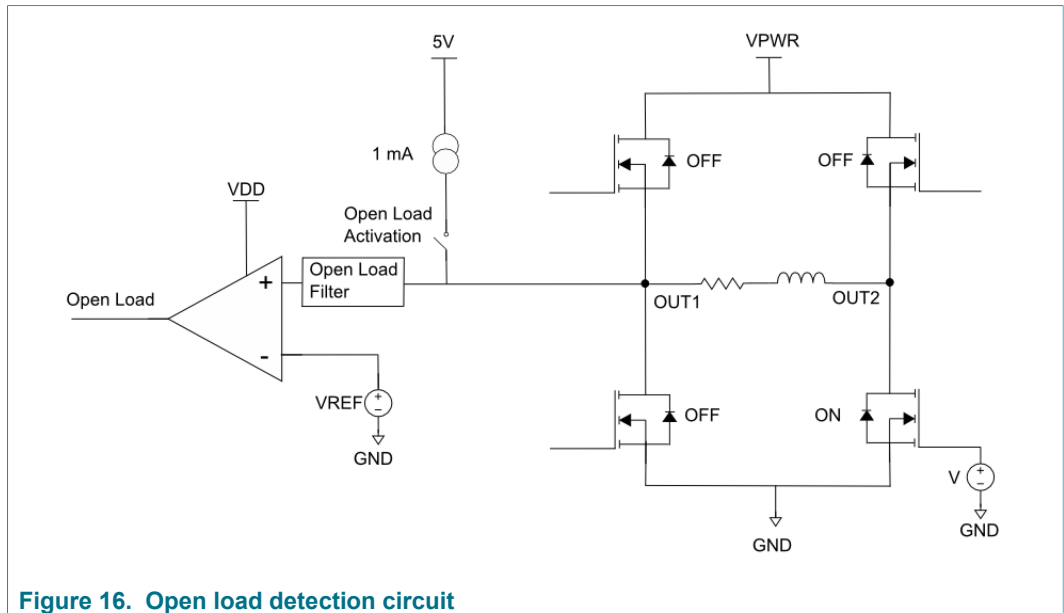 5V
VPWR
1 mA
OFF
OFF
VDD
Open Load
Activation
Open Load
Filter
+
Open Load
OUT1
OUT2
-
VREF
+
-
GND
OFF
ON
V
+
-
GND
GND
Figure 16. Open load detection circuit